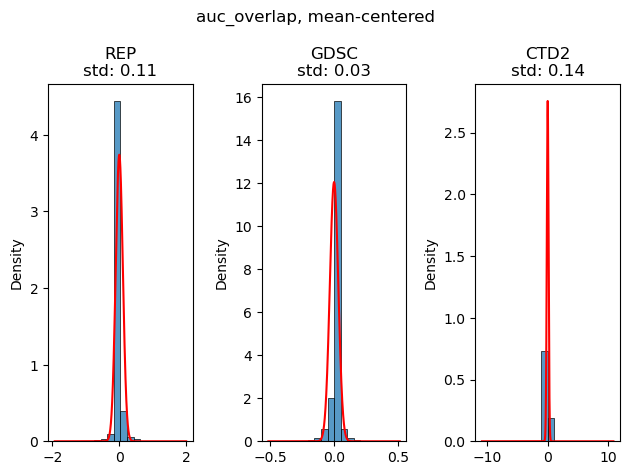 auc_overlap, mean-centered
REP
std: 0.11
GDSC
std: 0.03
CTD2
std: 0.14
Density
4
3
2
1
0
−2
0
2
Density
16
14
12
10
8
6
4
2
0
−0.5
0.0
0.5
Density
2.5
2.0
1.5
1.0
0.5
0.0
−10
0
10